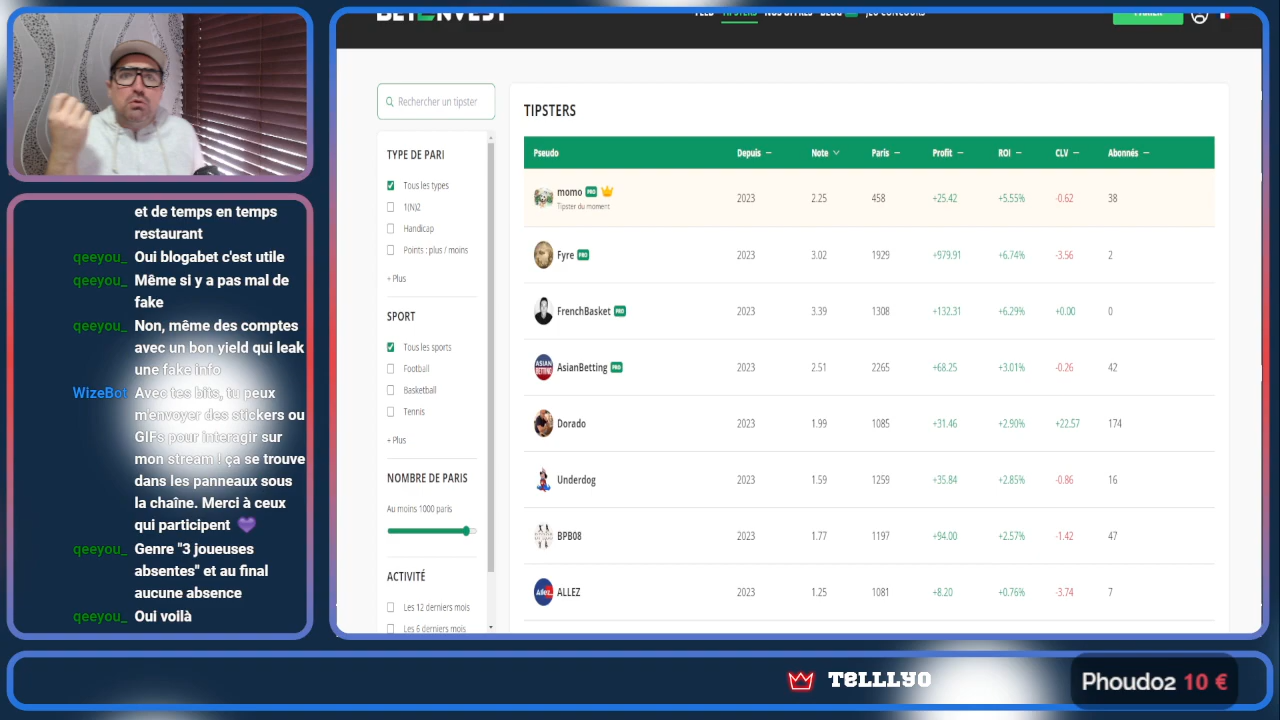 FEED TIPSTERS NOS OFFRES BLOG JEU CONCOURS
Rechercher un tipster
TYPE DE PARI
Tous les types
1(N)2
Handicap
Points : plus / moins
+ Plus
SPORT
Tous les sports
Football
Basketball
Tennis
+ Plus
NOMBRE DE PARIS
Au moins 1000 paris
ACTIVITÉ
Les 12 derniers mois
Les 6 derniers mois
TIPSTERS
Pseudo Depuis Note Paris Profit ROI CLV Abonnés
momo PRO 2023 2.25 458 +25.42 +5.55% -0.62 38
Tipster du moment
Fyre PRO 2023 3.02 1929 +979.91 +6.74% -3.56 2
FrenchBasket PRO 2023 3.39 1308 +132.31 +6.29% +0.00 0
ASIAN BETTING AsianBetting PRO 2023 2.51 2265 +68.25 +3.01% -0.26 42
Dorado 2023 1.99 1085 +31.46 +2.90% +22.57 174
Underdog 2023 1.59 1259 +35.84 +2.85% -0.86 16
BPB08 2023 1.77 1197 +94.00 +2.57% -1.42 47
Allez ALLEZ 2023 1.25 1081 +8.20 +0.76% -3.74 7
et de temps en temps
restaurant
qeeyou_ Oui blogabet c'est utile
qeeyou_ Même si y a pas mal de
fake
qeeyou_ Non, même des comptes
avec un bon yield qui leak
une fake info
WizeBot Avec tes bits, tu peux
m'envoyer des stickers ou
GIFs pour interagir sur
mon stream ! ça se trouve
dans les panneaux sous
la chaîne. Merci à ceux
qui participent 💜
qeeyou_ Genre "3 joueuses
absentes" et au final
aucune absence
qeeyou_ Oui voilà
TELLLYO
Phoudo2 10 €